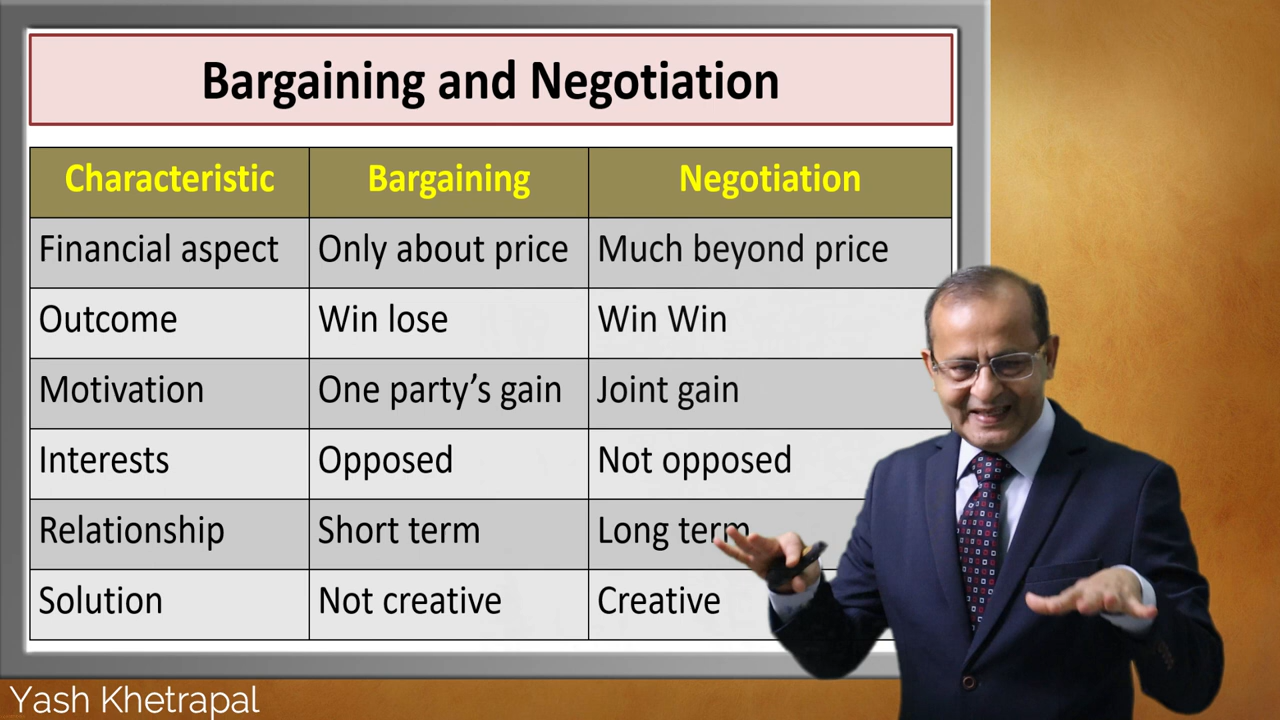 Bargaining and Negotiation
Characteristic Bargaining Negotiation
Financial aspect Only about price Much beyond price
Outcome Win lose Win Win
Motivation One party’s gain Joint gain
Interests Opposed Not opposed
Relationship Short term Long term
Solution Not creative Creative
Yash Khetrapal